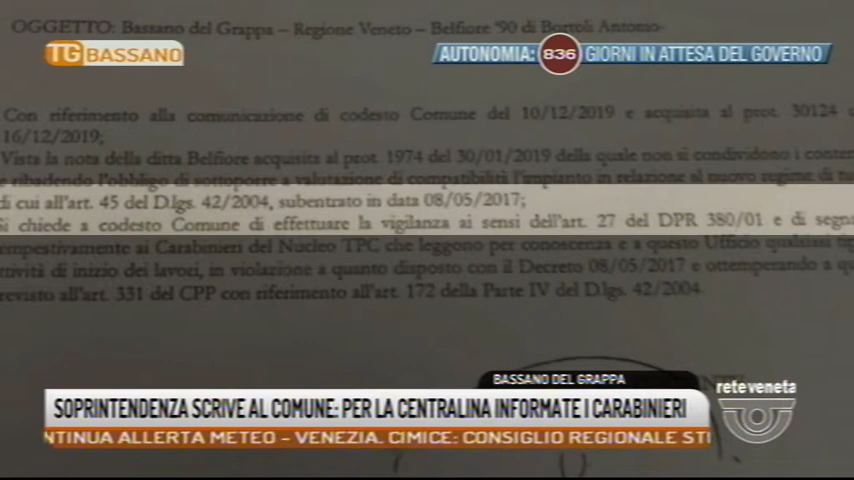 OGGETTO: Bassano del Grappa – Regione Veneto – Belfiore '90 di Bortoli Antonio-
TG BASSANO
AUTONOMIA: 836 GIORNI IN ATTESA DEL GOVERNO
Con riferimento alla comunicazione di codesto Comune del 10/12/2019 e acquisita al prot. 30124
16/12/2019;
Vista la nota della ditta Belfiore acquisita al prot. 1974 del 30/01/2019 della quale non si condividono i conten
e ribadendo l'obbligo di sottoporre a valutazione di compatibilità l'impianto in relazione al nuovo regime di tu
di cui all'art. 45 del D.lgs. 42/2004, subentrato in data 08/05/2017;
Si chiede a codesto Comune di effettuare la vigilanza ai sensi dell'art. 27 del DPR 380/01 e di segna
empestivamente ai Carabinieri del Nucleo TPC che leggono per conoscenza e a questo Ufficio qualsiasi tip
ttività di inizio dei lavoci, in violazione a quanto disposto con il Decreto 08/05/2017 e ottemperando a qu
revisto all'art. 331 del CPP con riferimento all'art. 172 della Parte IV del D.lgs. 42/2004.
BASSANO DEL GRAPPA
reteveneta
SOPRINTENDENZA SCRIVE AL COMUNE: PER LA CENTRALINA INFORMATE I CARABINIERI
NTINUA ALLERTA METEO – VENEZIA. CIMICE: CONSIGLIO REGIONALE ST